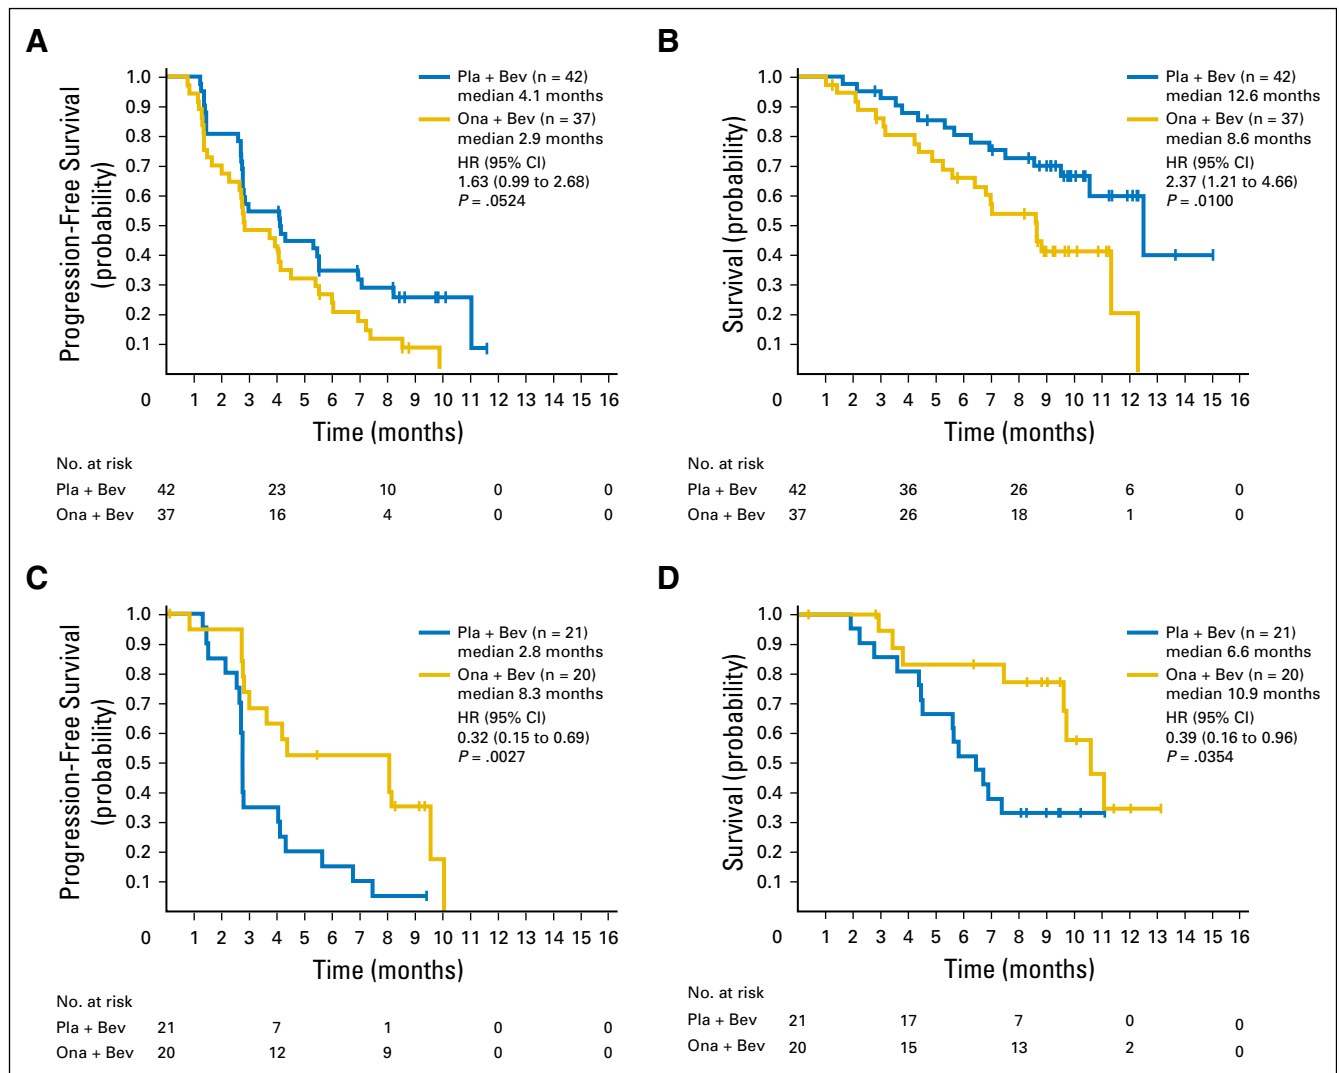 A
Progression-Free Survival
(probability)
1.0
0.9
0.8
0.7
0.6
0.5
0.4
0.3
0.2
0.1
Pla + Bev (n = 42)
median 4.1 months
Ona + Bev (n = 37)
median 2.9 months
HR (95% CI)
1.63 (0.99 to 2.68)
P = .0524
0 1 2 3 4 5 6 7 8 9 10 11 12 13 14 15 16
Time (months)
No. at risk
Pla + Bev 42 23 10 0 0
Ona + Bev 37 16 4 0 0
B
Survival (probability)
1.0
0.9
0.8
0.7
0.6
0.5
0.4
0.3
0.2
0.1
Pla + Bev (n = 42)
median 12.6 months
Ona + Bev (n = 37)
median 8.6 months
HR (95% CI)
2.37 (1.21 to 4.66)
P = .0100
0 1 2 3 4 5 6 7 8 9 10 11 12 13 14 15 16
Time (months)
No. at risk
Pla + Bev 42 36 26 6 0
Ona + Bev 37 26 18 1 0
C
Progression-Free Survival
(probability)
1.0
0.9
0.8
0.7
0.6
0.5
0.4
0.3
0.2
0.1
Pla + Bev (n = 21)
median 2.8 months
Ona + Bev (n = 20)
median 8.3 months
HR (95% CI)
0.32 (0.15 to 0.69)
P = .0027
0 1 2 3 4 5 6 7 8 9 10 11 12 13 14 15 16
Time (months)
No. at risk
Pla + Bev 21 7 1 0 0
Ona + Bev 20 12 9 0 0
D
Survival (probability)
1.0
0.9
0.8
0.7
0.6
0.5
0.4
0.3
0.2
0.1
Pla + Bev (n = 21)
median 6.6 months
Ona + Bev (n = 20)
median 10.9 months
HR (95% CI)
0.39 (0.16 to 0.96)
P = .0354
0 1 2 3 4 5 6 7 8 9 10 11 12 13 14 15 16
Time (months)
No. at risk
Pla + Bev 21 17 7 0 0
Ona + Bev 20 15 13 2 0